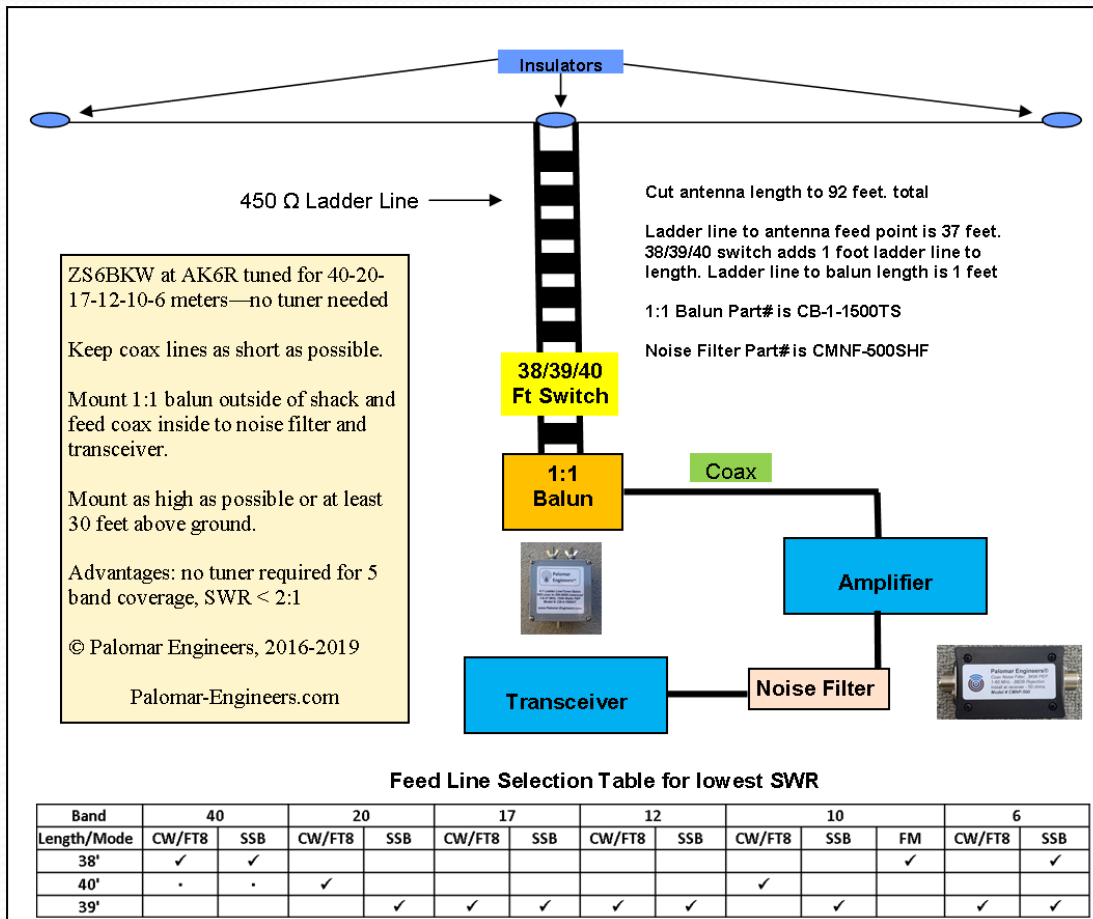 Insulators
450 Ω Ladder Line
Cut antenna length to 92 feet. total
Ladder line to antenna feed point is 37 feet.
38/39/40 switch adds 1 foot ladder line to
length. Ladder line to balun length is 1 feet
1:1 Balun Part# is CB-1-1500TS
Noise Filter Part# is CMNF-500SHF
ZS6BKW at AK6R tuned for 40-20-
17-12-10-6 meters—no tuner needed
Keep coax lines as short as possible.
Mount 1:1 balun outside of shack and
feed coax inside to noise filter and
transceiver.
Mount as high as possible or at least
30 feet above ground.
Advantages: no tuner required for 5
band coverage, SWR < 2:1
© Palomar Engineers, 2016-2019
Palomar-Engineers.com
38/39/40
Ft Switch
1:1
Balun
Coax
Amplifier
Palomar
Engineers®
Transceiver
Noise Filter
Palomar Engineers®
Model # CMNF-500
Feed Line Selection Table for lowest SWR
Band 40 20 17 12 10 6
Length/Mode CW/FT8 SSB CW/FT8 SSB CW/FT8 SSB CW/FT8 SSB CW/FT8 SSB FM CW/FT8 SSB
38' ✓ ✓ ✓ ✓
40' · · ✓ ✓
39' ✓ ✓ ✓ ✓ ✓ ✓ ✓ ✓